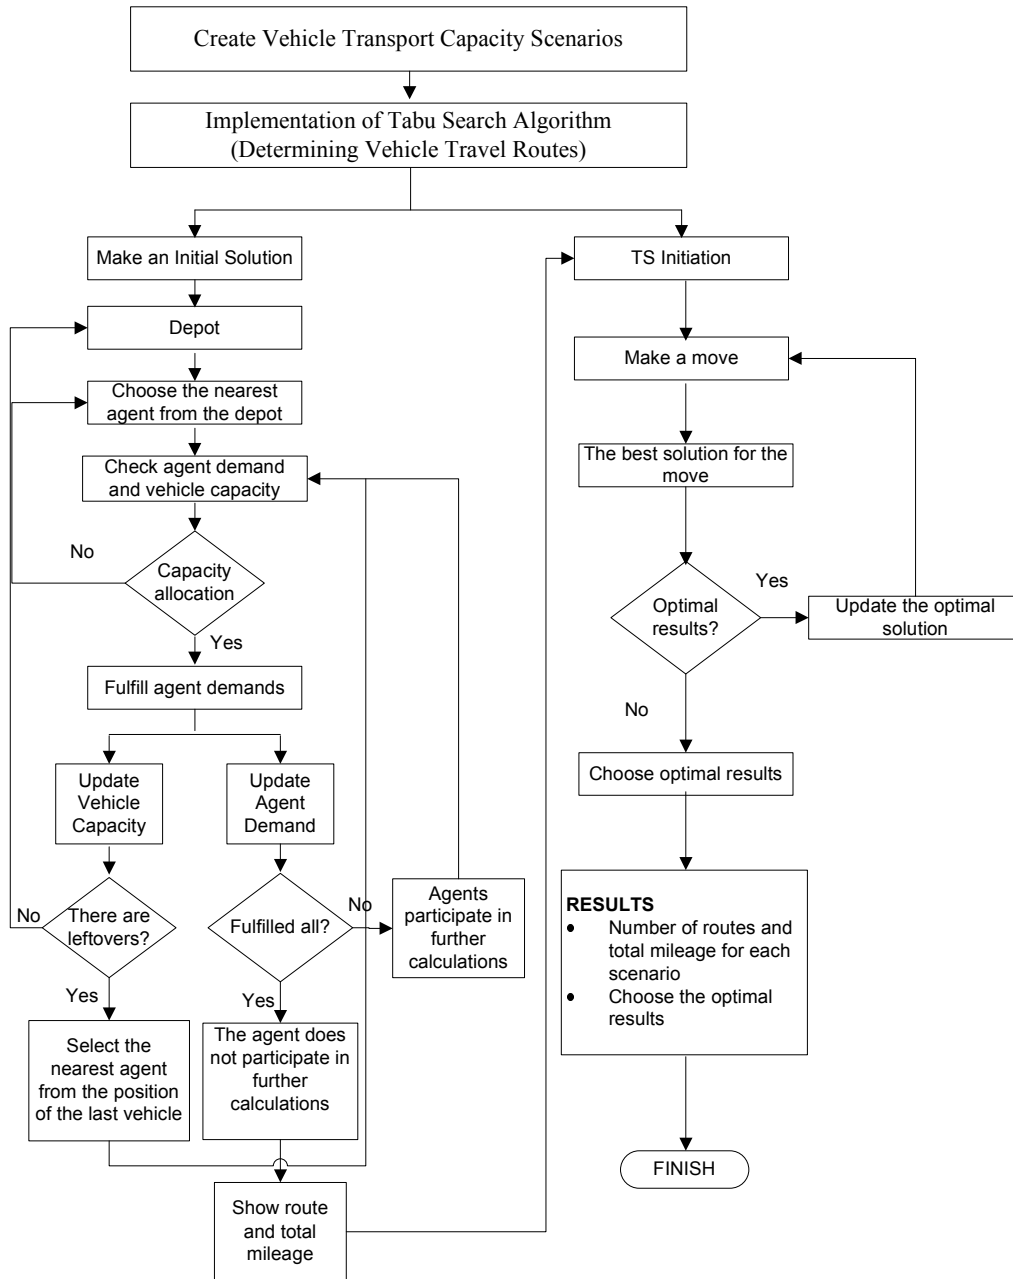 Create Vehicle Transport Capacity Scenarios
Implementation of Tabu Search Algorithm
(Determining Vehicle Travel Routes)
Make an Initial Solution
Depot
Choose the nearest
agent from the depot
Check agent demand
and vehicle capacity
No
Capacity
allocation
Yes
Fulfill agent demands
Update
Vehicle
Capacity
Update
Agent
Demand
No
There are
leftovers?
Fulfilled all?
No
Agents
participate in
further
calculations
Yes
Yes
Select the
nearest agent
from the position
of the last vehicle
The agent does
not participate in
further
calculations
Show route
and total
mileage
TS Initiation
Make a move
The best solution for the
move
Optimal
results?
Yes
Update the optimal
solution
No
Choose optimal results
RESULTS
• Number of routes and
total mileage for each
scenario
• Choose the optimal
results
FINISH